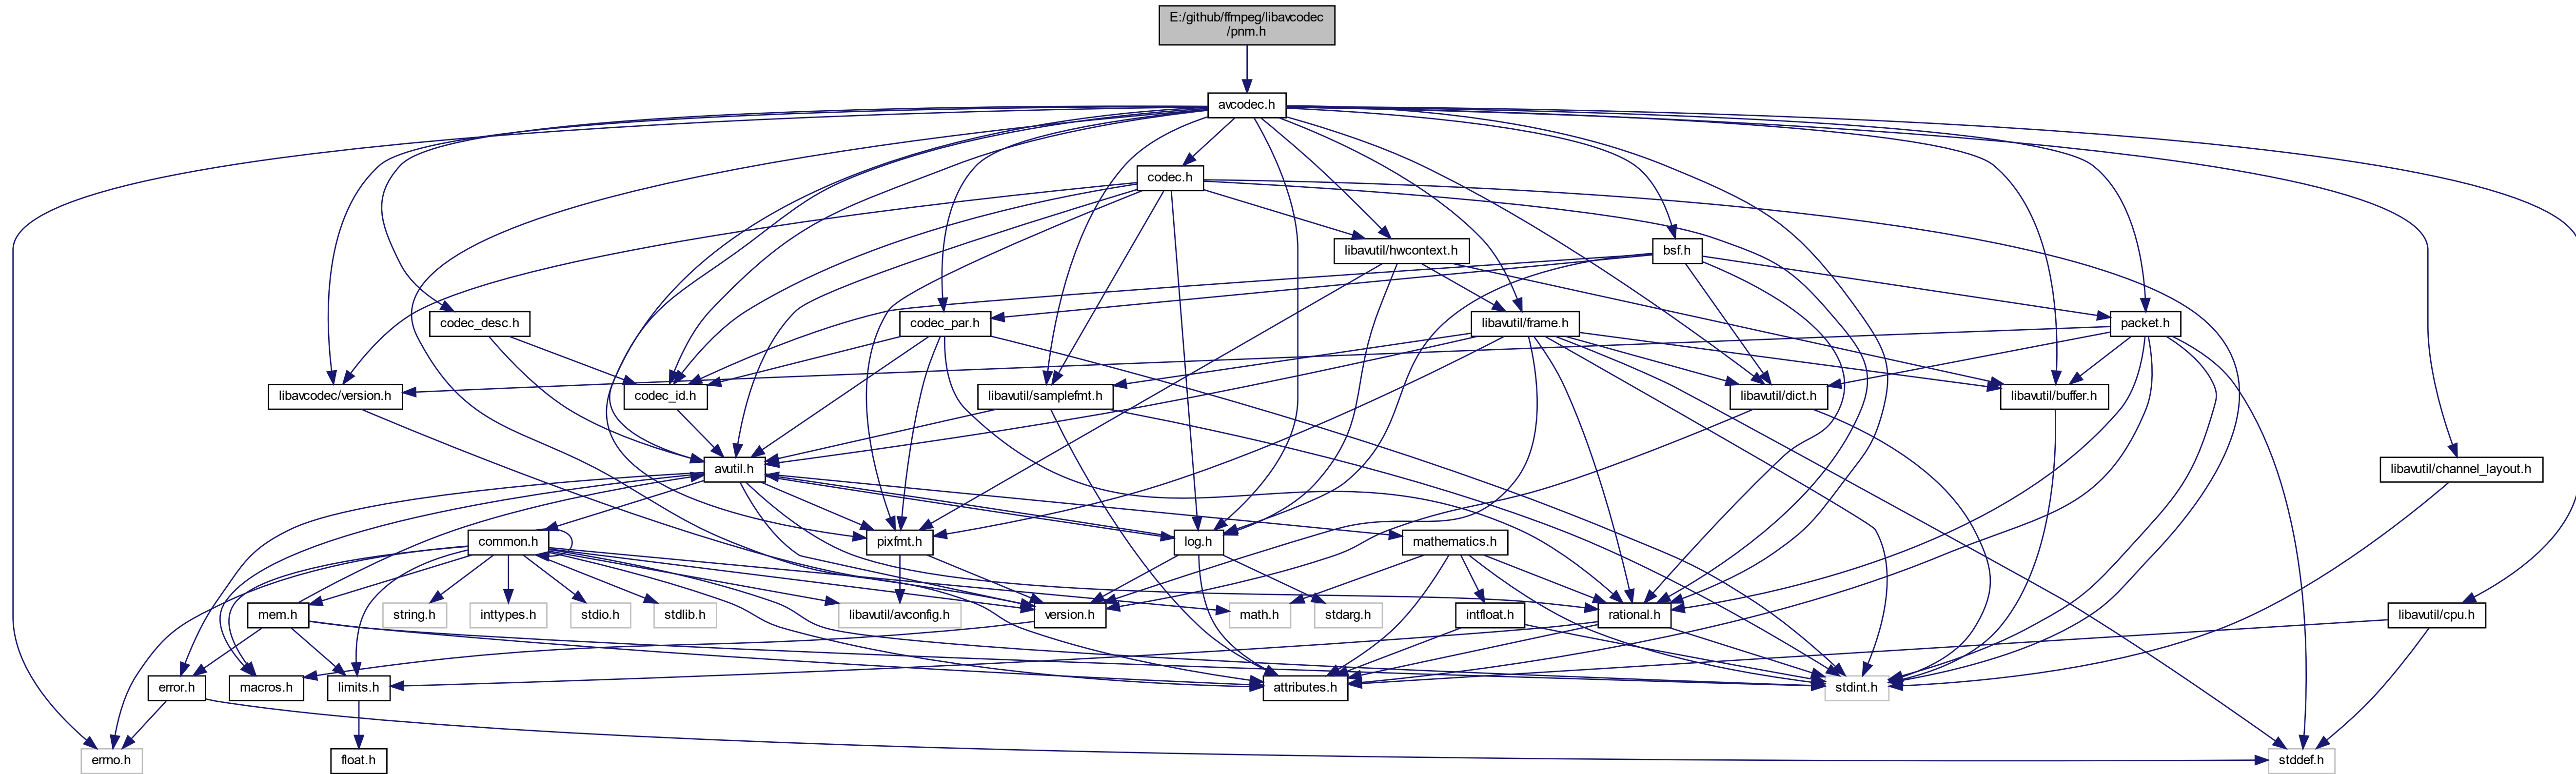 E:/github/ffmpeg/libavcodec
/pnm.h
avcodec.h
codec.h
libavutil/hwcontext.h
bsf.h
codec_desc.h
codec_par.h
libavutil/frame.h
packet.h
libavcodec/version.h
codec_id.h
libavutil/samplefmt.h
libavutil/dict.h
libavutil/buffer.h
avutil.h
libavutil/channel_layout.h
common.h
pixfmt.h
log.h
mathematics.h
mem.h
string.h
inttypes.h
stdio.h
stdlib.h
libavutil/avconfig.h
version.h
math.h
stdarg.h
intfloat.h
rational.h
libavutil/cpu.h
error.h
macros.h
limits.h
attributes.h
stdint.h
errno.h
float.h
stddef.h